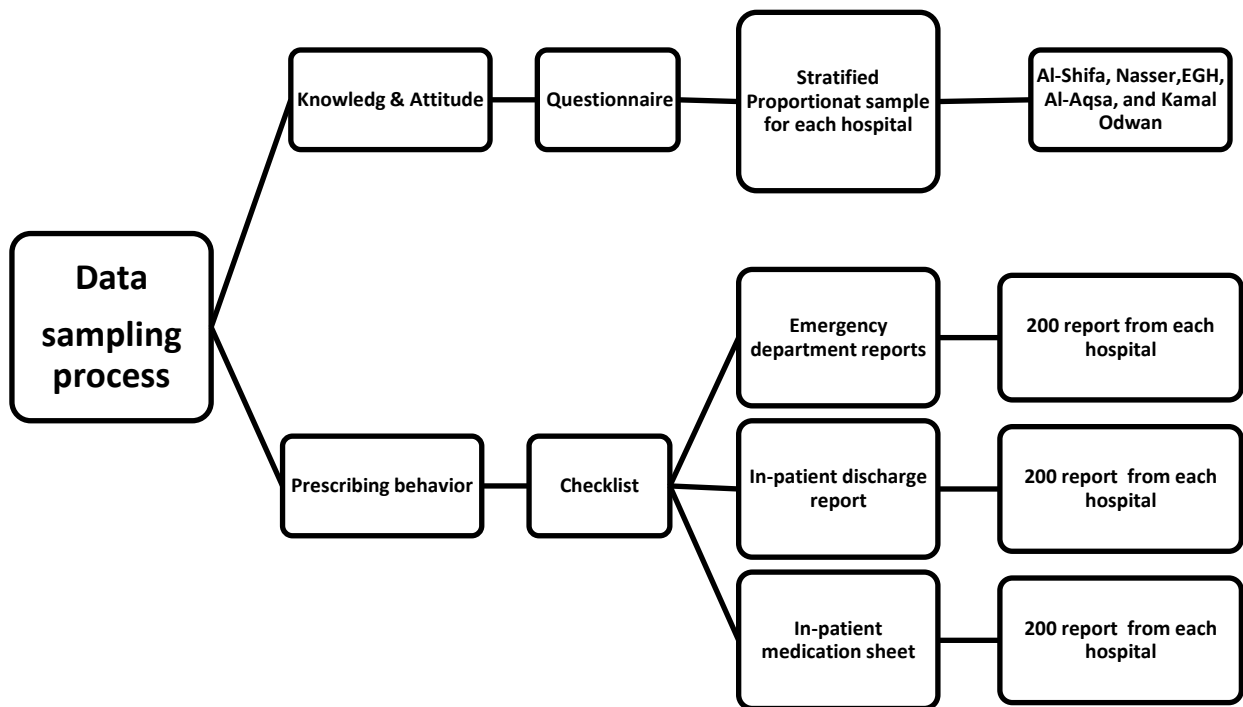 Data
sampling
process
Knowledg & Attitude
Questionnaire
Stratified
Proportionat sample
for each hospital
Al-Shifa, Nasser,EGH,
Al-Aqsa, and Kamal
Odwan
Prescribing behavior
Checklist
Emergency
department reports
200 report from each
hospital
In-patient discharge
report
200 report from each
hospital
In-patient
medication sheet
200 report from each
hospital